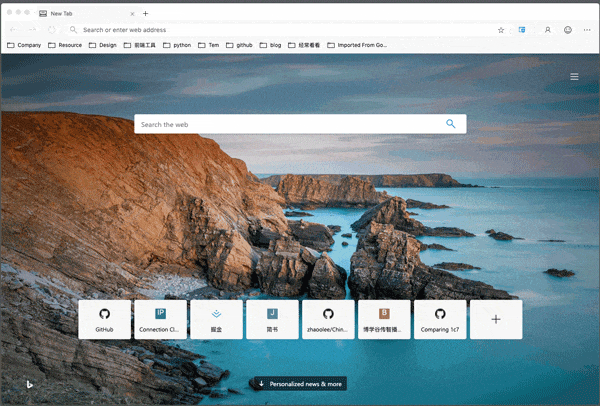 New Tab
Search or enter web address
Company Resource Design 前端工具 python Tem github blog 经常看看 Imported From Go...
Search the web
IP J B
GitHub Connection Cl... 掘金 简书 zhaoolee/Chin... 博学谷传智播... Comparing 1c7
Personalized news & more